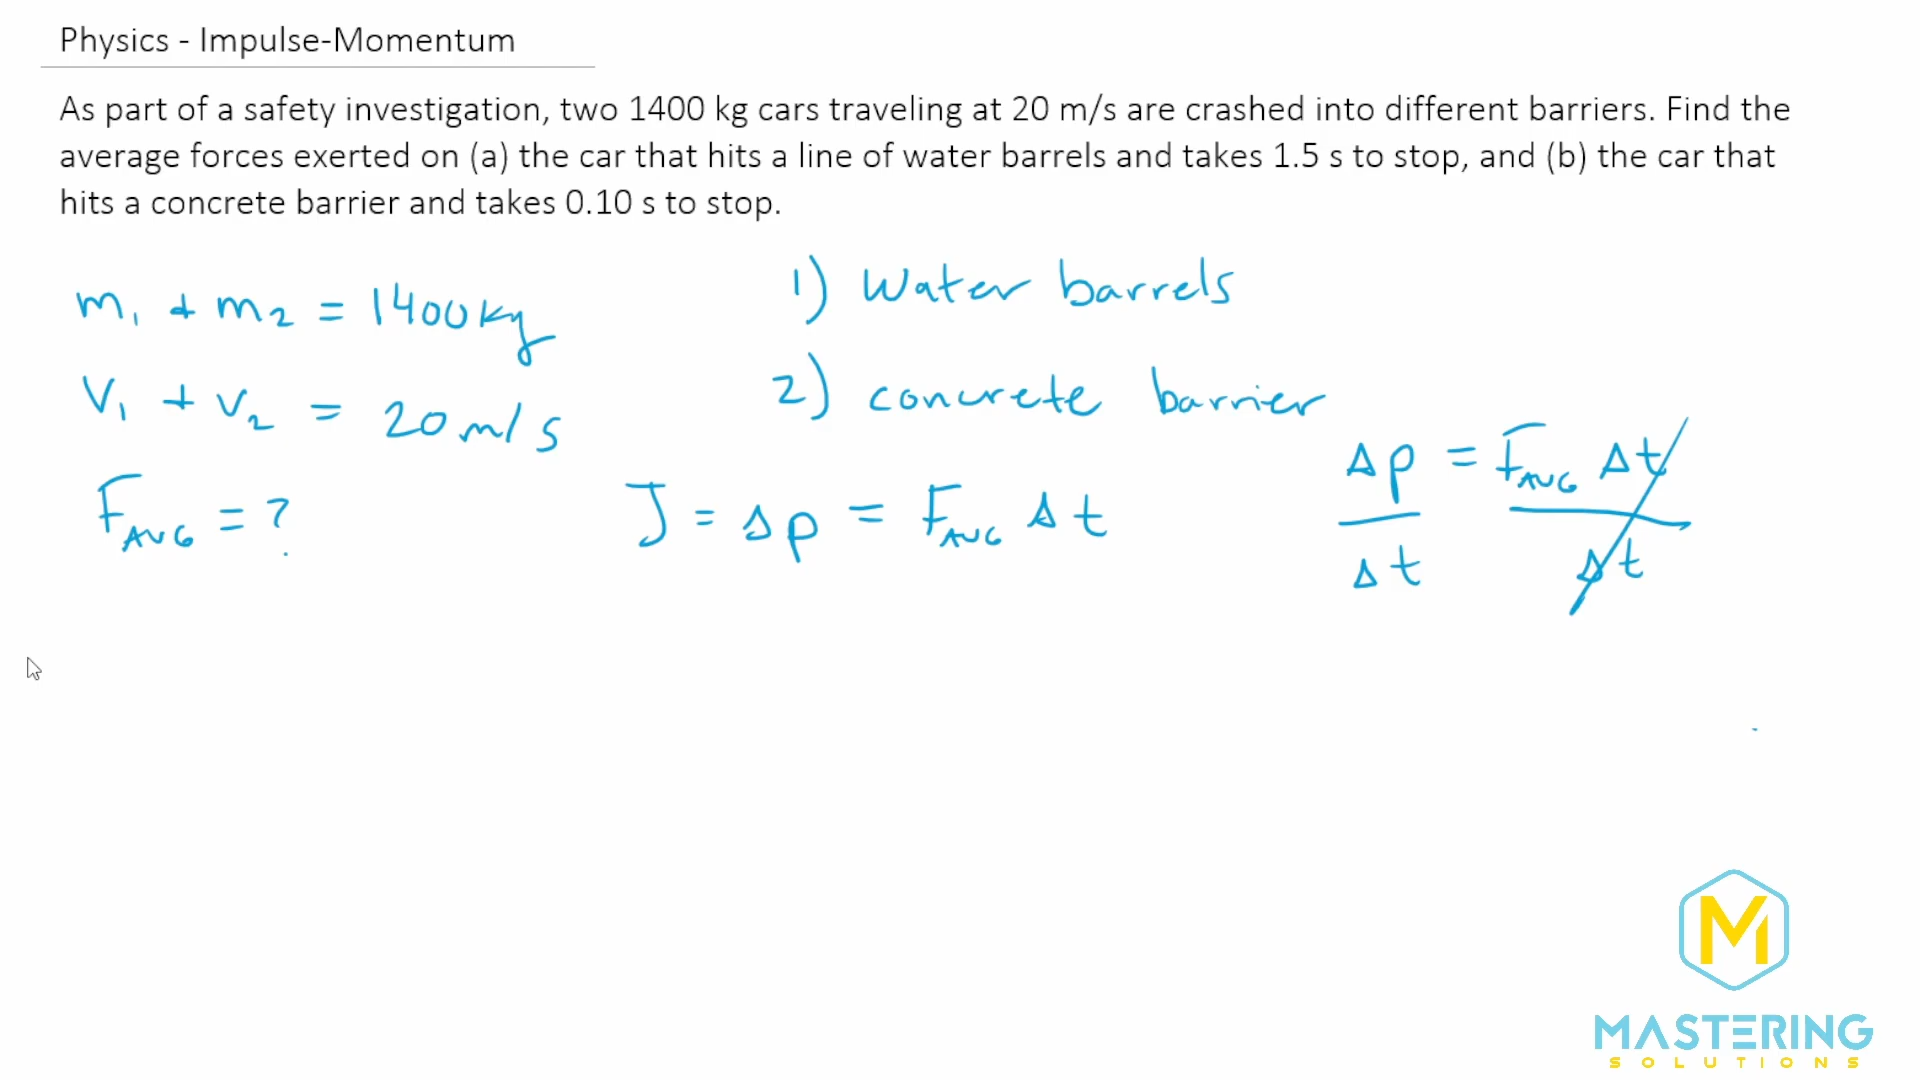 Physics - Impulse-Momentum
As part of a safety investigation, two 1400 kg cars traveling at 20 m/s are crashed into different barriers. Find the
average forces exerted on (a) the car that hits a line of water barrels and takes 1.5 s to stop, and (b) the car that
hits a concrete barrier and takes 0.10 s to stop.
m₁ + m₂ = 1400 kg
v₁ + v₂ = 20 m/s
F_AVG = ?
1) Water barrels
2) concrete barrier
J = Δp = F_AVG Δt
Δp = F_AVG Δt
Δt Δt
MASTERING
SOLUTIONS